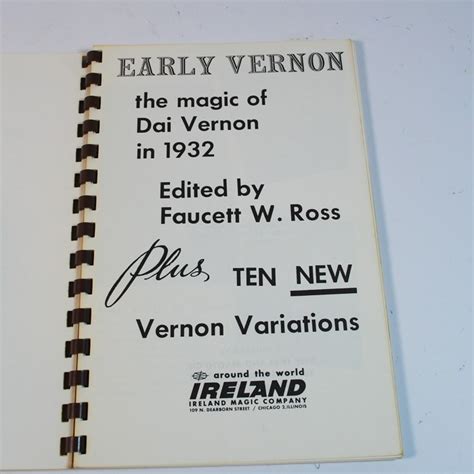 EARLY VERNON
the magic of
Dai Vernon
in 1932
Edited by
Faucett W. Ross
Plus TEN NEW
Vernon Variations
around the world
IRELAND
IRELAND MAGIC COMPANY
109 N. DEARBORN STREET / CHICAGO 2, ILLINOIS